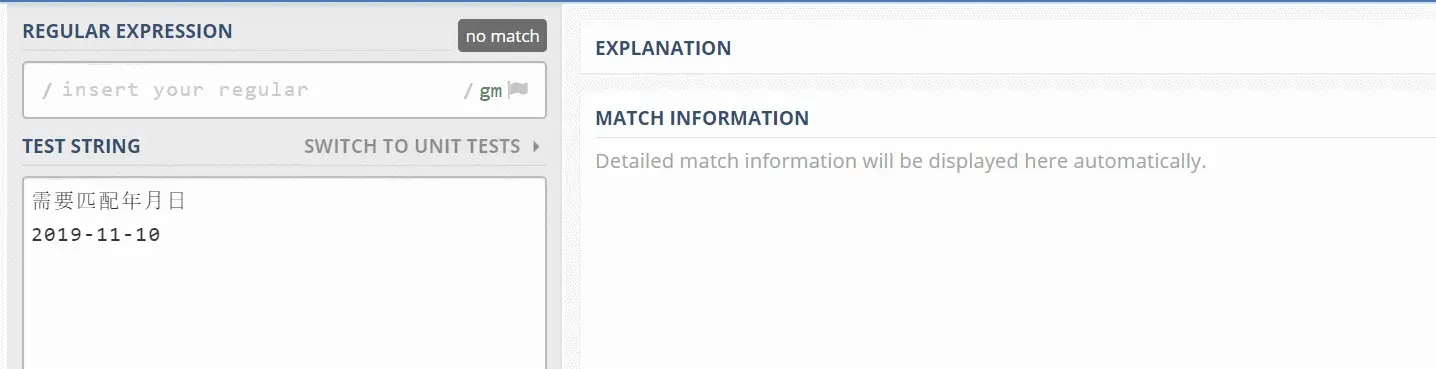 REGULAR EXPRESSION
no match
/ insert your regular / gm
TEST STRING
SWITCH TO UNIT TESTS
需要匹配年月日
2019-11-10
EXPLANATION
MATCH INFORMATION
Detailed match information will be displayed here automatically.